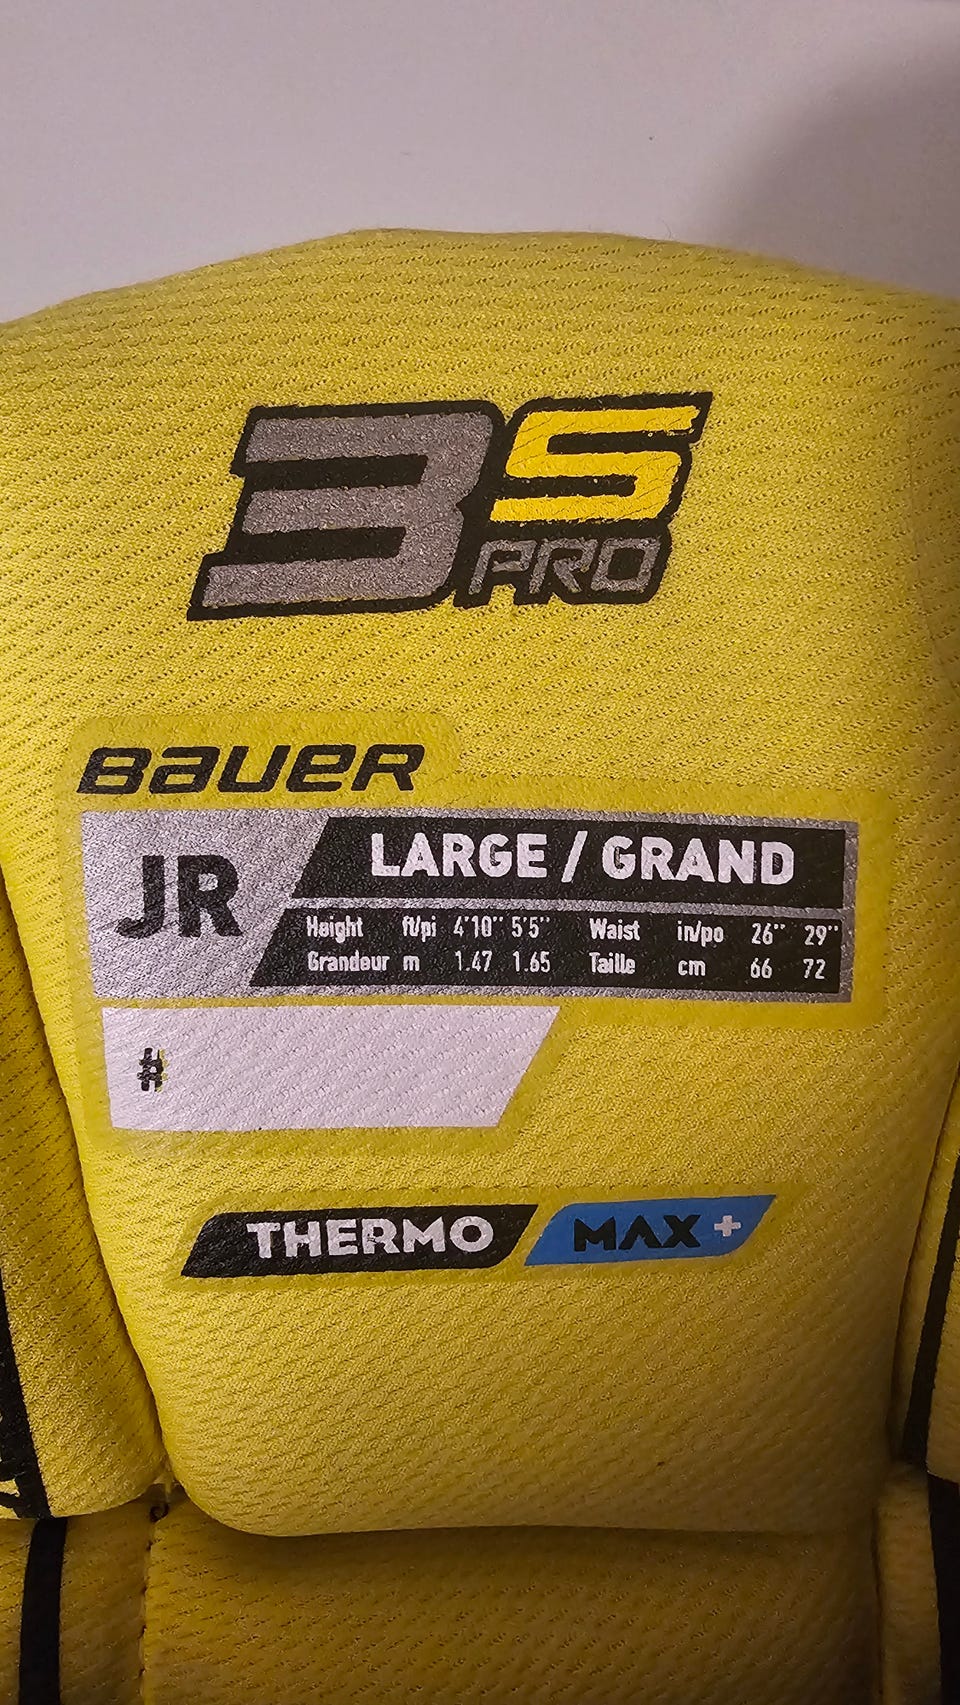 3S
PRO
BAUER
JR
LARGE / GRAND
Height ft/pi 4'10'' 5'5'' Waist in/po 26'' 29''
Grandeur m 1.47 1.65 Taille cm 66 72
#
THERMO MAX+